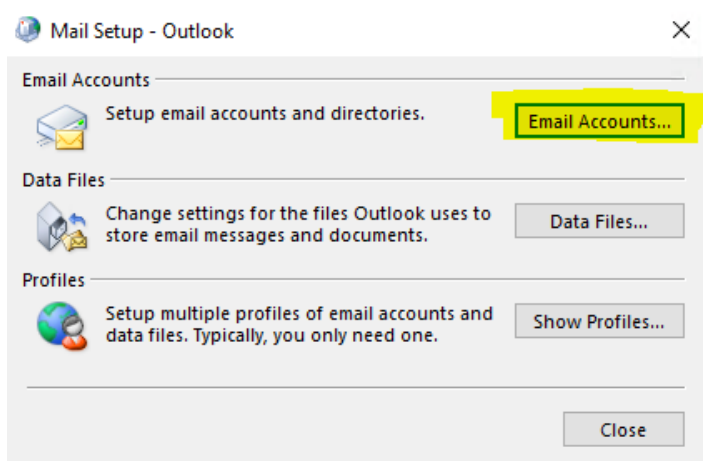 Mail Setup - Outlook
Email Accounts
Setup email accounts and directories.
Email Accounts...
Data Files
Change settings for the files Outlook uses to
store email messages and documents.
Data Files...
Profiles
Setup multiple profiles of email accounts and
data files. Typically, you only need one.
Show Profiles...
Close